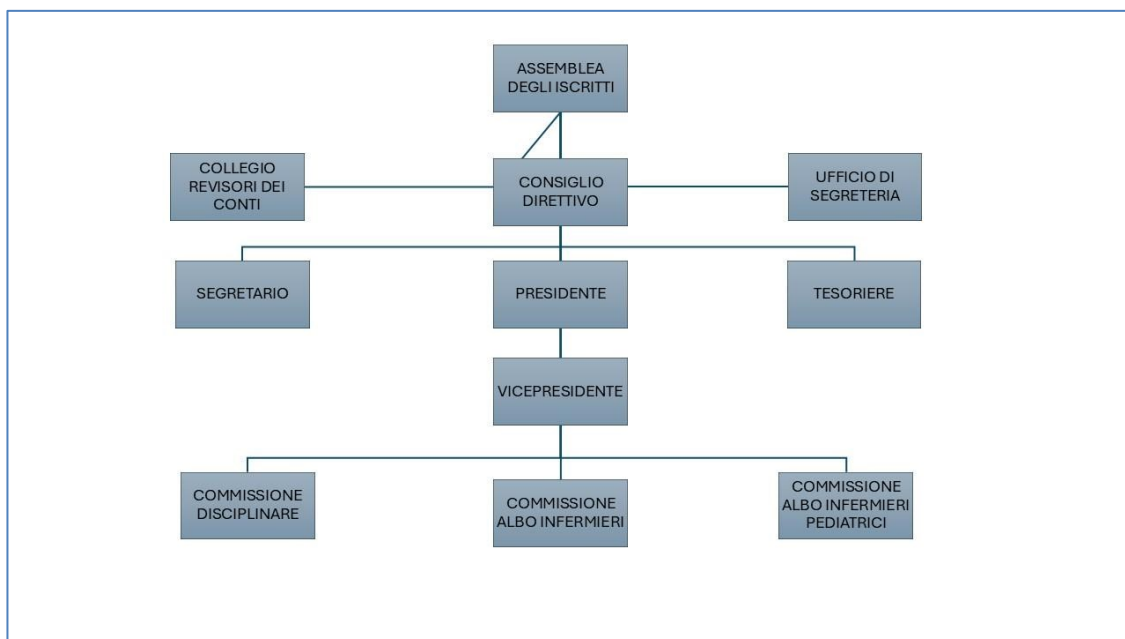 ASSEMBLEA
DEGLI ISCRITTI
COLLEGIO
REVISORI DEI
CONTI
CONSIGLIO
DIRETTIVO
UFFICIO DI
SEGRETERIA
SEGRETARIO
PRESIDENTE
TESORIERE
VICEPRESIDENTE
COMMISSIONE
DISCIPLINARE
COMMISSIONE
ALBO INFERMIERI
COMMISSIONE
ALBO INFERMIERI
PEDIATRICI